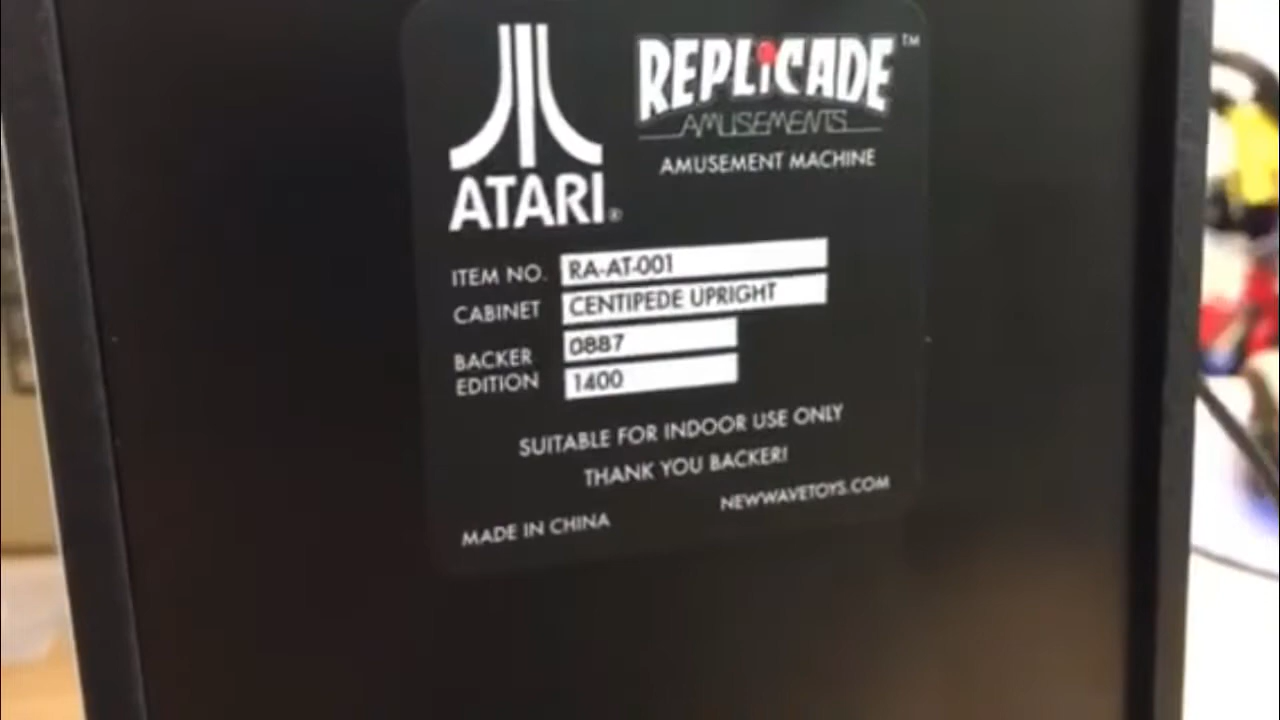 ATARI®
REPLICADE™
AMUSEMENTS
AMUSEMENT MACHINE
ITEM NO. RA-AT-001
CABINET CENTIPEDE UPRIGHT
BACKER 0887
EDITION 1400
SUITABLE FOR INDOOR USE ONLY
THANK YOU BACKER!
NEWWAVETOYS.COM
MADE IN CHINA